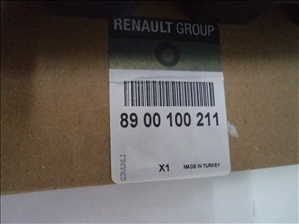 RENAULT GROUP
89 00 100 211
X1 MADE IN TURKEY